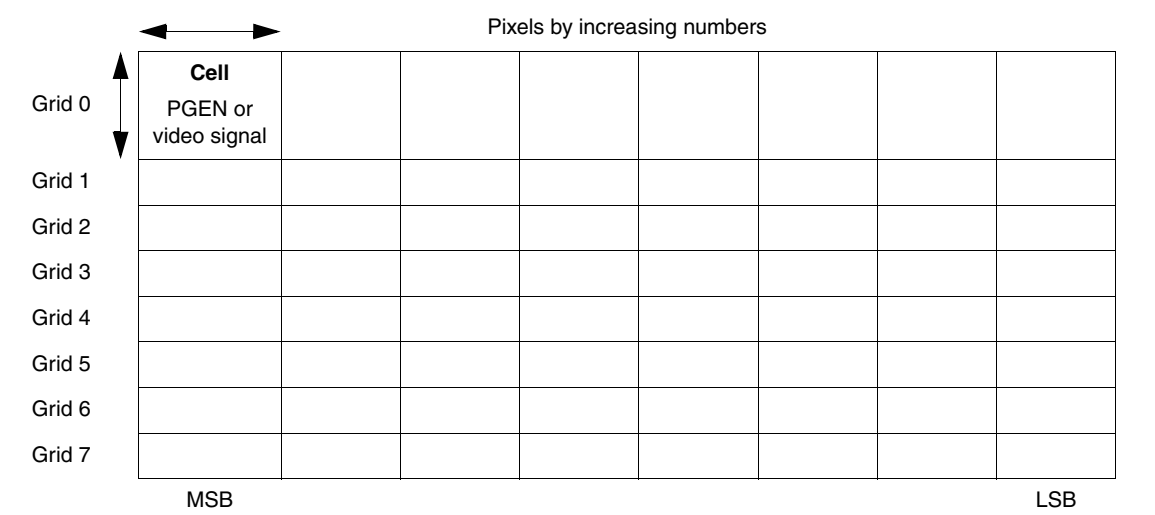 Pixels by increasing numbers
Grid 0
Cell
PGEN or
video signal
Grid 1
Grid 2
Grid 3
Grid 4
Grid 5
Grid 6
Grid 7
MSB
LSB